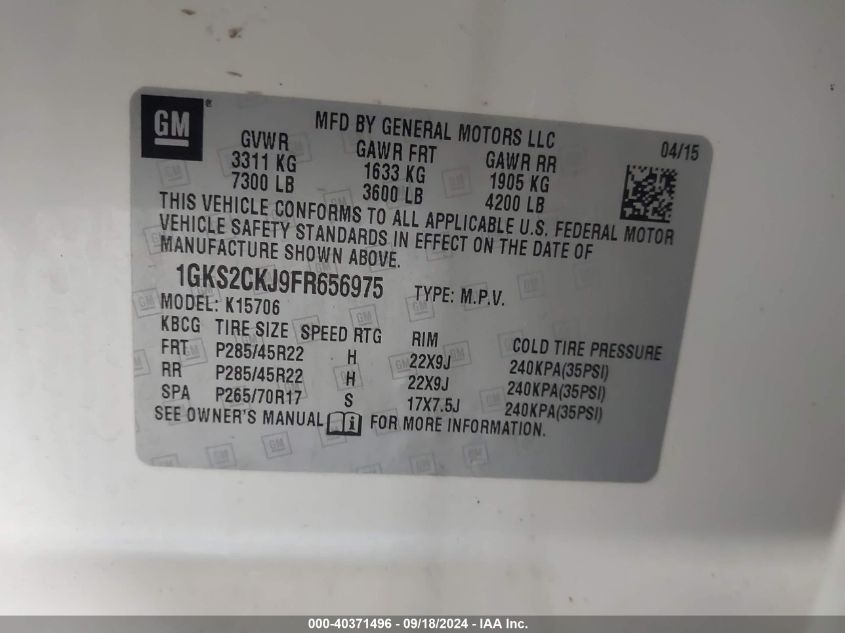 GM ®
MFD BY GENERAL MOTORS LLC
04/15
GVWR GAWR FRT GAWR RR
3311 KG 1633 KG 1905 KG
7300 LB 3600 LB 4200 LB
THIS VEHICLE CONFORMS TO ALL APPLICABLE U.S. FEDERAL MOTOR
VEHICLE SAFETY STANDARDS IN EFFECT ON THE DATE OF
MANUFACTURE SHOWN ABOVE.
1GKS2CKJ9FR656975 TYPE: M.P.V.
MODEL: K15706
KBCG TIRE SIZE SPEED RTG RIM COLD TIRE PRESSURE
FRT P285/45R22 H 22X9J 240KPA(35PSI)
RR P285/45R22 H 22X9J 240KPA(35PSI)
SPA P265/70R17 S 17X7.5J 240KPA(35PSI)
SEE OWNER'S MANUAL i FOR MORE INFORMATION.
000-40371496 - 09/18/2024 - IAA Inc.